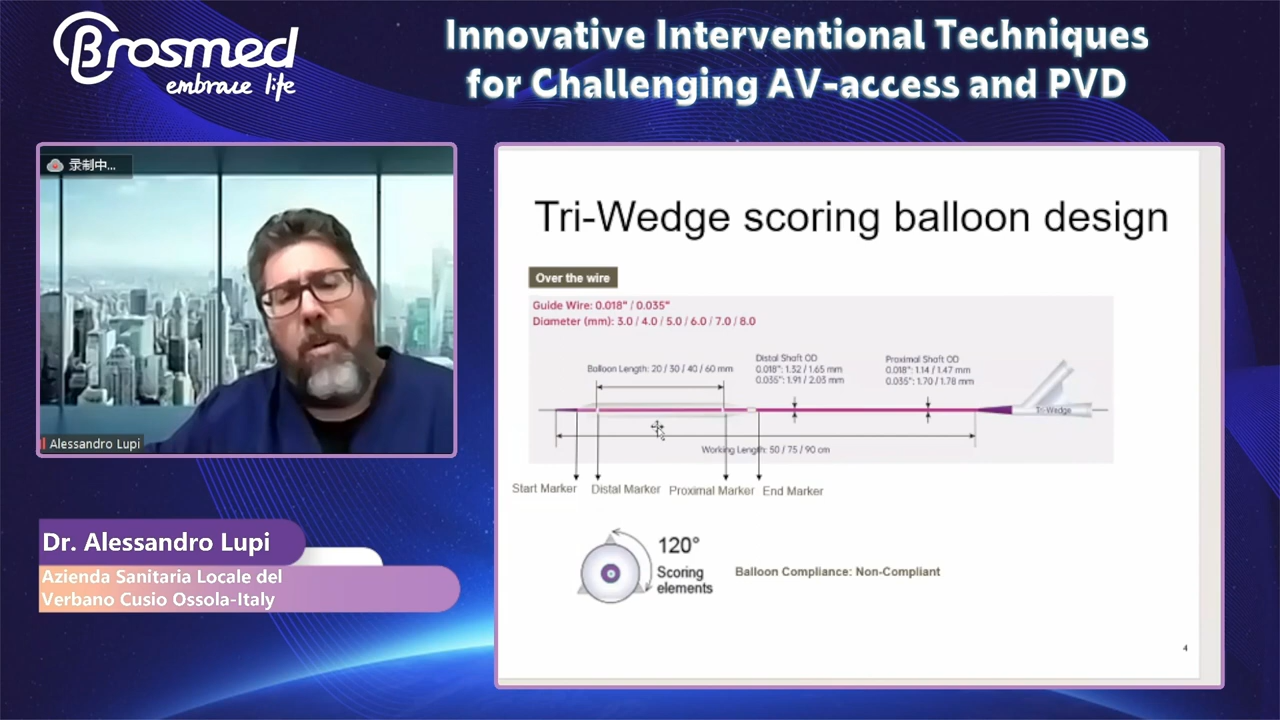 Brosmed
embrace life
Innovative Interventional Techniques
for Challenging AV-access and PVD
录制中...
Alessandro Lupi
Dr. Alessandro Lupi
Azienda Sanitaria Locale del
Verbano Cusio Ossola-Italy
Tri-Wedge scoring balloon design
Over the wire
Guide Wire: 0.018" / 0.035"
Diameter (mm): 3.0 / 4.0 / 5.0 / 6.0 / 7.0 / 8.0
Balloon Length: 20 / 30 / 40 / 60 mm
Distal Shaft OD
0.018": 1.32 / 1.65 mm
0.035": 1.91 / 2.03 mm
Proximal Shaft OD
0.018": 1.14 / 1.47 mm
0.035": 1.70 / 1.78 mm
Tri-Wedge
Working Length: 50 / 75 / 90 cm
Start Marker Distal Marker Proximal Marker End Marker
120°
Scoring
elements
Balloon Compliance: Non-Compliant
4